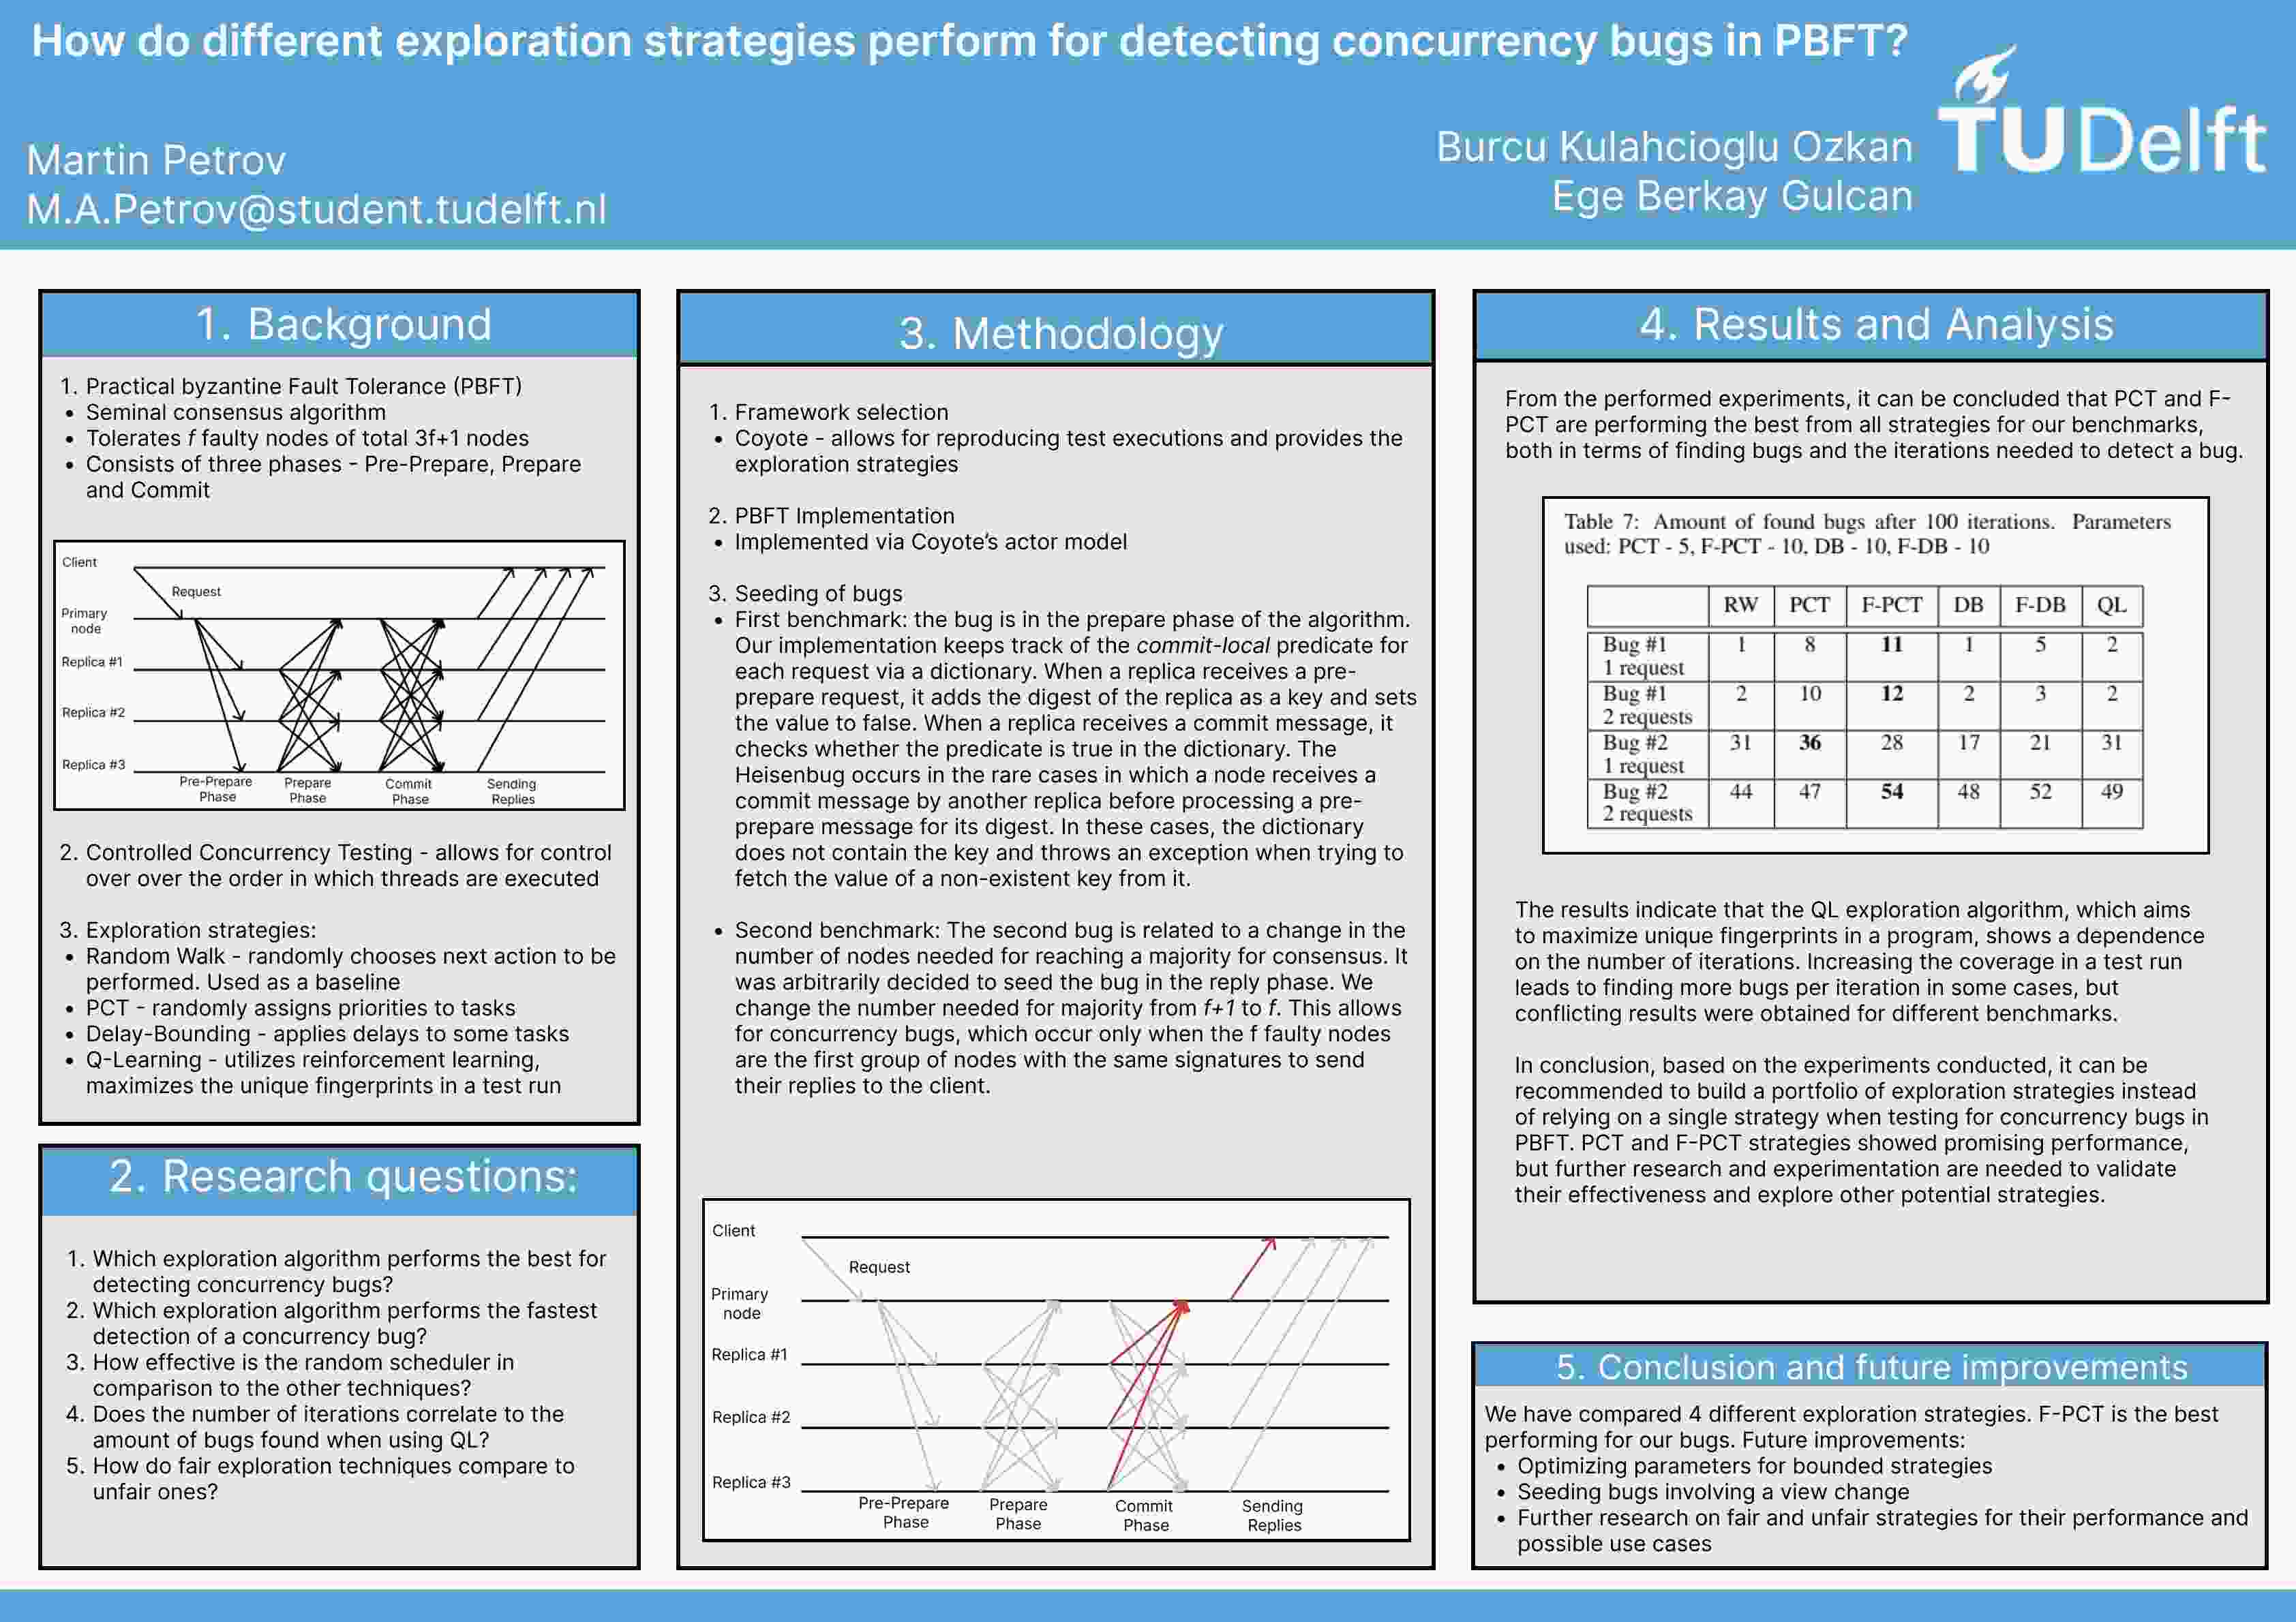 How do different exploration strategies perform for detecting concurrency bugs in PBFT?
Martin Petrov
M.A.Petrov@student.tudelft.nl
Burcu Kulahcioglu Ozkan
Ege Berkay Gulcan
TUDelft
1. Background
1. Practical byzantine Fault Tolerance (PBFT)
• Seminal consensus algorithm
• Tolerates f faulty nodes of total 3f+1 nodes
• Consists of three phases - Pre-Prepare, Prepare
and Commit
Client
Request
Primary
node
Replica #1
Replica #2
Replica #3
Pre-Prepare
Phase
Prepare
Phase
Commit
Phase
Sending
Replies
2. Controlled Concurrency Testing - allows for control
over over the order in which threads are executed
3. Exploration strategies:
• Random Walk - randomly chooses next action to be
performed. Used as a baseline
• PCT - randomly assigns priorities to tasks
• Delay-Bounding - applies delays to some tasks
• Q-Learning - utilizes reinforcement learning,
maximizes the unique fingerprints in a test run
2. Research questions:
1. Which exploration algorithm performs the best for
detecting concurrency bugs?
2. Which exploration algorithm performs the fastest
detection of a concurrency bug?
3. How effective is the random scheduler in
comparison to the other techniques?
4. Does the number of iterations correlate to the
amount of bugs found when using QL?
5. How do fair exploration techniques compare to
unfair ones?
3. Methodology
1. Framework selection
• Coyote - allows for reproducing test executions and provides the
exploration strategies
2. PBFT Implementation
• Implemented via Coyote's actor model
3. Seeding of bugs
• First benchmark: the bug is in the prepare phase of the algorithm.
Our implementation keeps track of the commit-local predicate for
each request via a dictionary. When a replica receives a pre-
prepare request, it adds the digest of the replica as a key and sets
the value to false. When a replica receives a commit message, it
checks whether the predicate is true in the dictionary. The
Heisenbug occurs in the rare cases in which a node receives a
commit message by another replica before processing a pre-
prepare message for its digest. In these cases, the dictionary
does not contain the key and throws an exception when trying to
fetch the value of a non-existent key from it.
• Second benchmark: The second bug is related to a change in the
number of nodes needed for reaching a majority for consensus. It
was arbitrarily decided to seed the bug in the reply phase. We
change the number needed for majority from f+1 to f. This allows
for concurrency bugs, which occur only when the f faulty nodes
are the first group of nodes with the same signatures to send
their replies to the client.
Client
Request
Primary
node
Replica #1
Replica #2
Replica #3
Pre-Prepare
Phase
Prepare
Phase
Commit
Phase
Sending
Replies
4. Results and Analysis
From the performed experiments, it can be concluded that PCT and F-
PCT are performing the best from all strategies for our benchmarks,
both in terms of finding bugs and the iterations needed to detect a bug.
Table 7: Amount of found bugs after 100 iterations. Parameters
used: PCT - 5, F-PCT - 10, DB - 10, F-DB - 10
RW PCT F-PCT DB F-DB QL
Bug #1 1 8 11 1 5 2
1 request
Bug #1 2 10 12 2 3 2
2 requests
Bug #2 31 36 28 17 21 31
1 request
Bug #2 44 47 54 48 52 49
2 requests
The results indicate that the QL exploration algorithm, which aims
to maximize unique fingerprints in a program, shows a dependence
on the number of iterations. Increasing the coverage in a test run
leads to finding more bugs per iteration in some cases, but
conflicting results were obtained for different benchmarks.
In conclusion, based on the experiments conducted, it can be
recommended to build a portfolio of exploration strategies instead
of relying on a single strategy when testing for concurrency bugs in
PBFT. PCT and F-PCT strategies showed promising performance,
but further research and experimentation are needed to validate
their effectiveness and explore other potential strategies.
5. Conclusion and future improvements
We have compared 4 different exploration strategies. F-PCT is the best
performing for our bugs. Future improvements:
• Optimizing parameters for bounded strategies
• Seeding bugs involving a view change
• Further research on fair and unfair strategies for their performance and
possible use cases